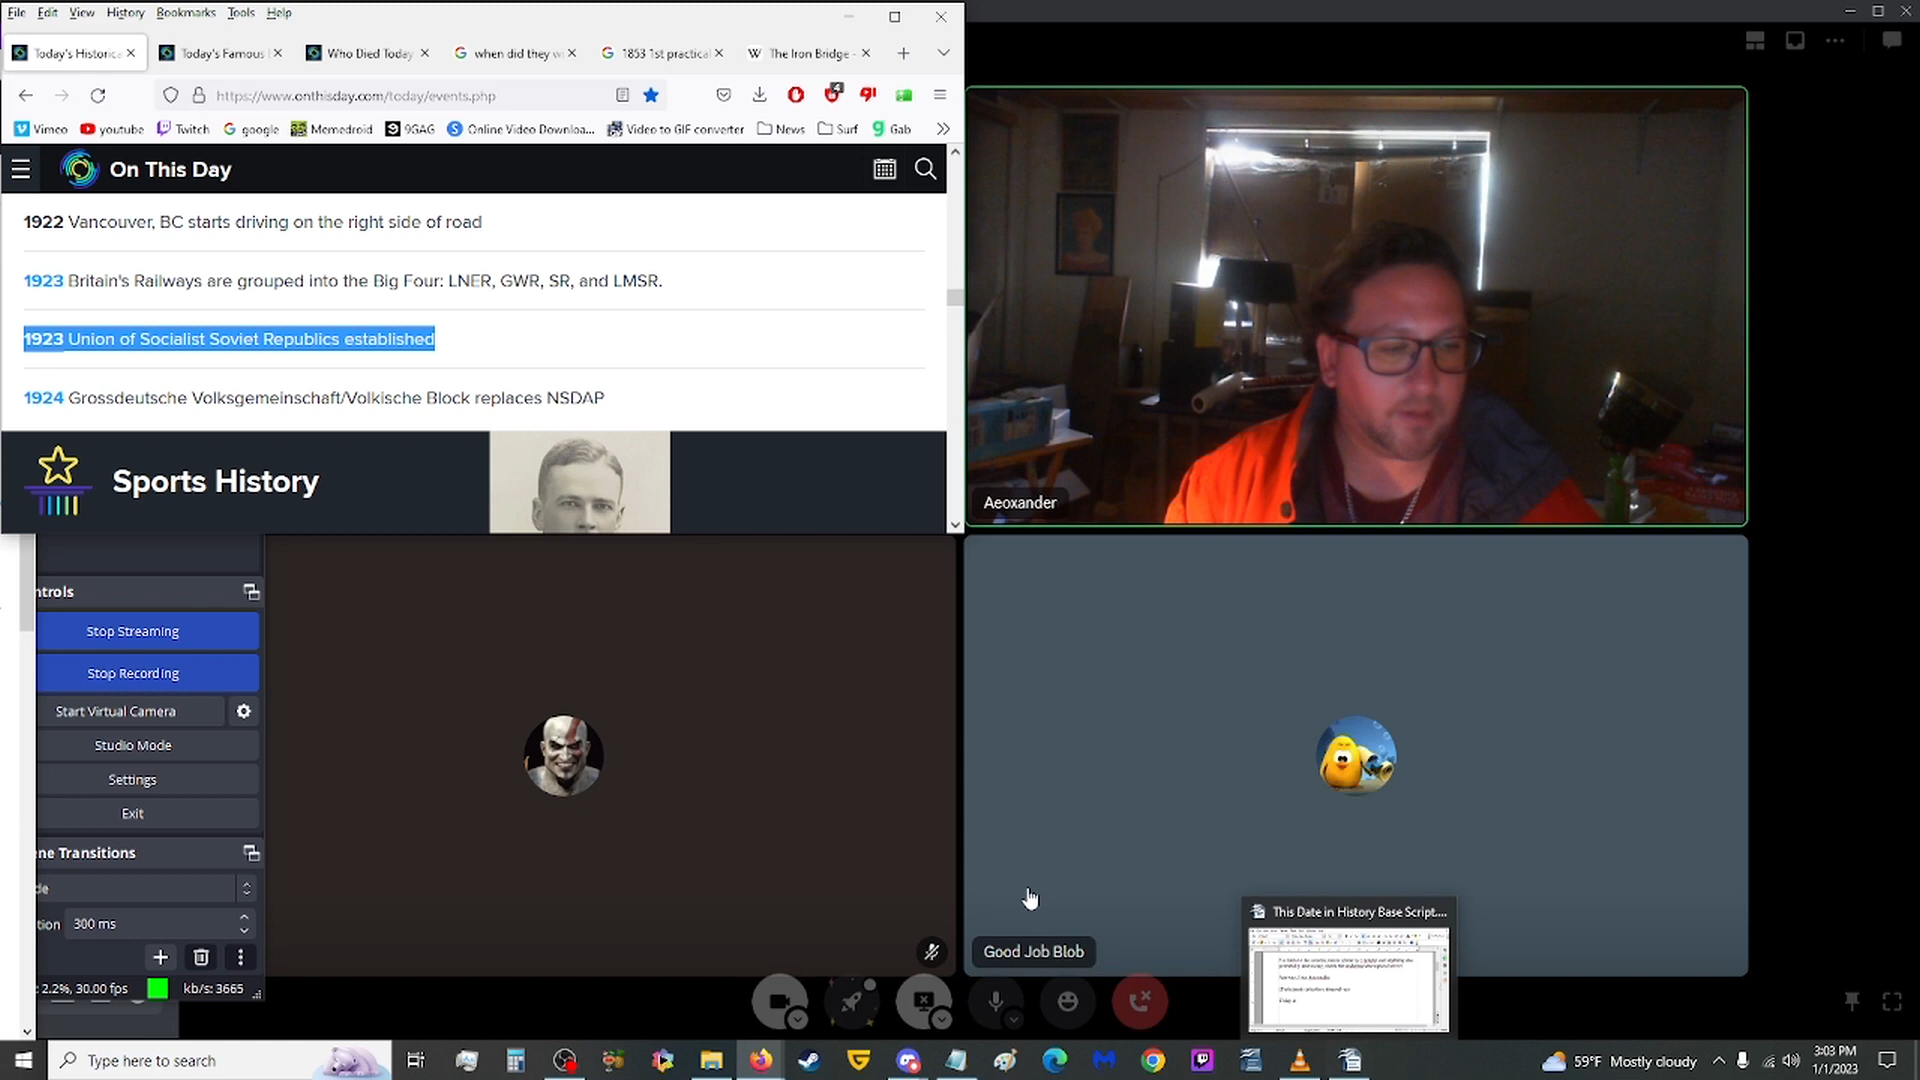 File Edit View History Bookmarks Tools Help
Today's Historica
Today's Famous
Who Died Today
when did they w
1853 1st practical
The Iron Bridge -
https://www.onthisday.com/today/events.php
4
Vimeo youtube Twitch google Memedroid 9GAG Online Video Downloa... Video to GIF converter News Surf Gab
On This Day
1922 Vancouver, BC starts driving on the right side of road
1923 Britain's Railways are grouped into the Big Four: LNER, GWR, SR, and LMSR.
1923 Union of Socialist Soviet Republics established
1924 Grossdeutsche Volksgemeinschaft/Volkische Block replaces NSDAP
Sports History
Aeoxander
ntrols
Stop Streaming
Stop Recording
Start Virtual Camera
Studio Mode
Settings
Exit
ene Transitions
de
tion 300 ms
: 2.2%, 30.00 fps kb/s: 3665
Good Job Blob
This Date in History Base Script....
Type here to search
59°F Mostly cloudy
3:03 PM
1/1/2023